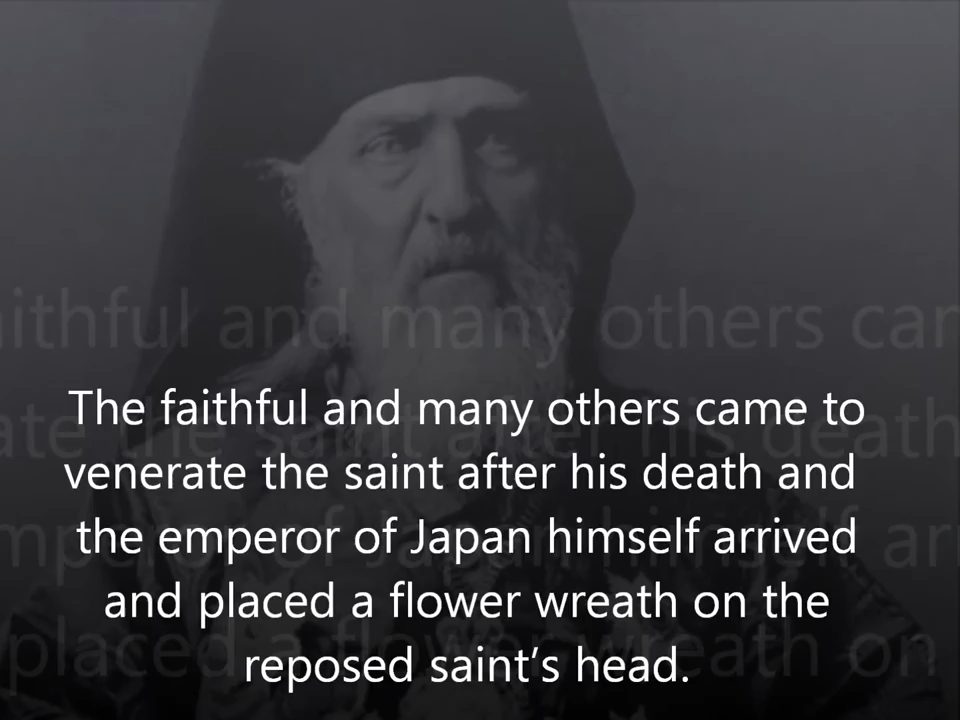 The faithful and many others came to
venerate the saint after his death and
the emperor of Japan himself arrived
and placed a flower wreath on the
reposed saint’s head.